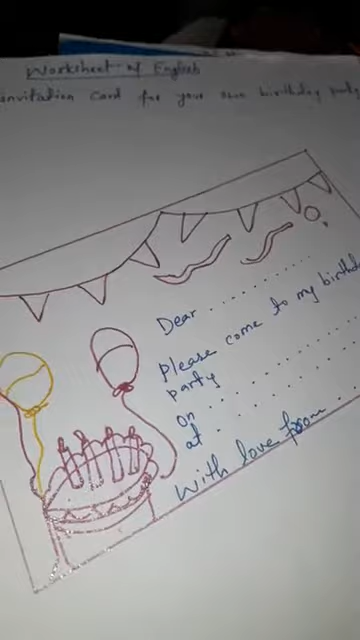 Worksheet of English
invitation card for your own birthday party
Dear ..........
Please come to my birthday
party
on ..........
at ..........
With love from ..